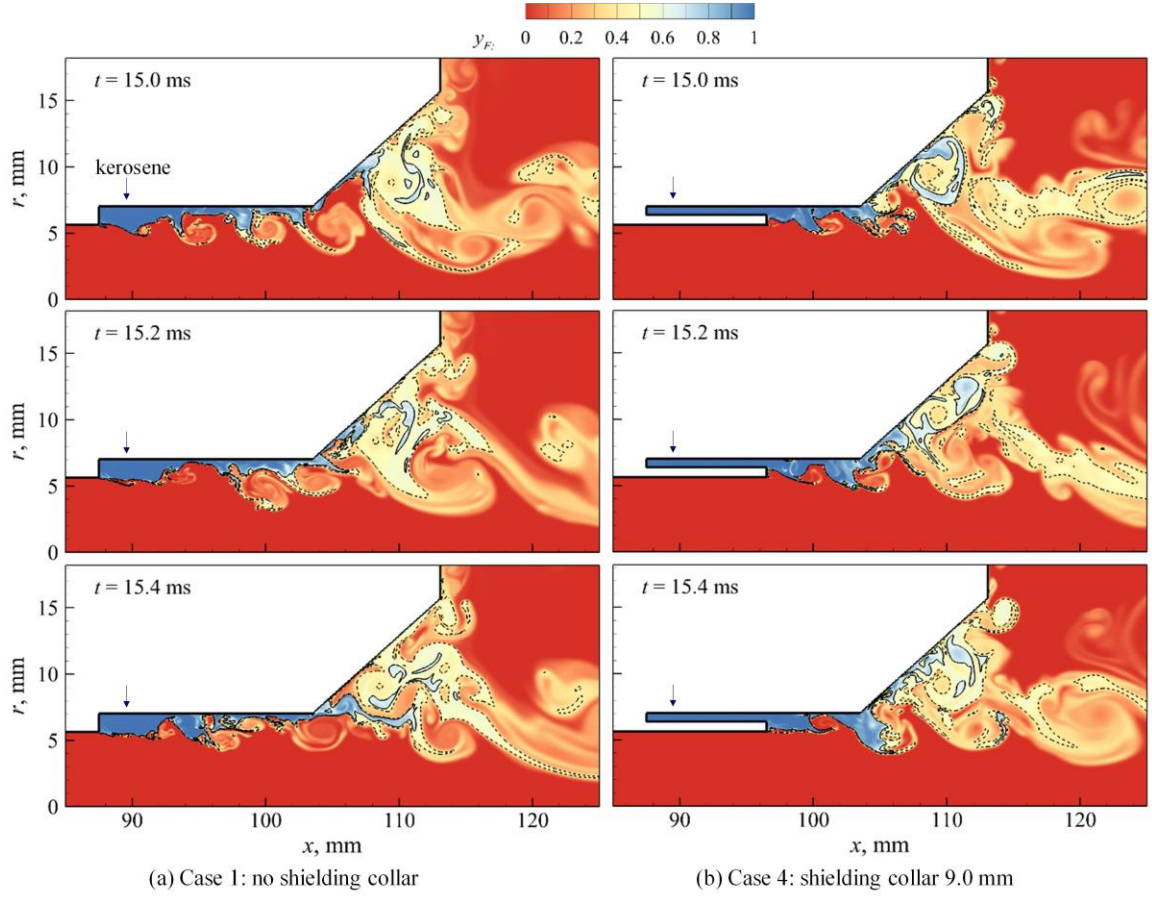 y_F: 0 0.2 0.4 0.6 0.8 1
t = 15.0 ms
kerosene
r, mm
15
10
5
0
t = 15.0 ms
t = 15.2 ms
r, mm
15
10
5
0
t = 15.2 ms
t = 15.4 ms
r, mm
15
10
5
0
t = 15.4 ms
90 100 110 120
x, mm
90 100 110 120
x, mm
(a) Case 1: no shielding collar
(b) Case 4: shielding collar 9.0 mm